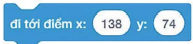 đi tới điểm x: 138 y: 74